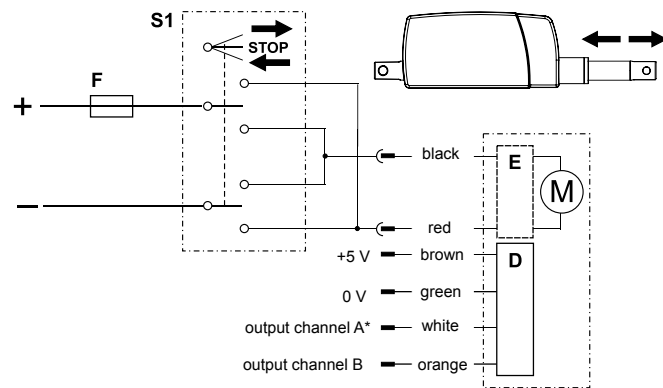 S1
STOP
F
+
−
black
E
M
red
+5 V brown
D
0 V green
output channel A* white
output channel B orange